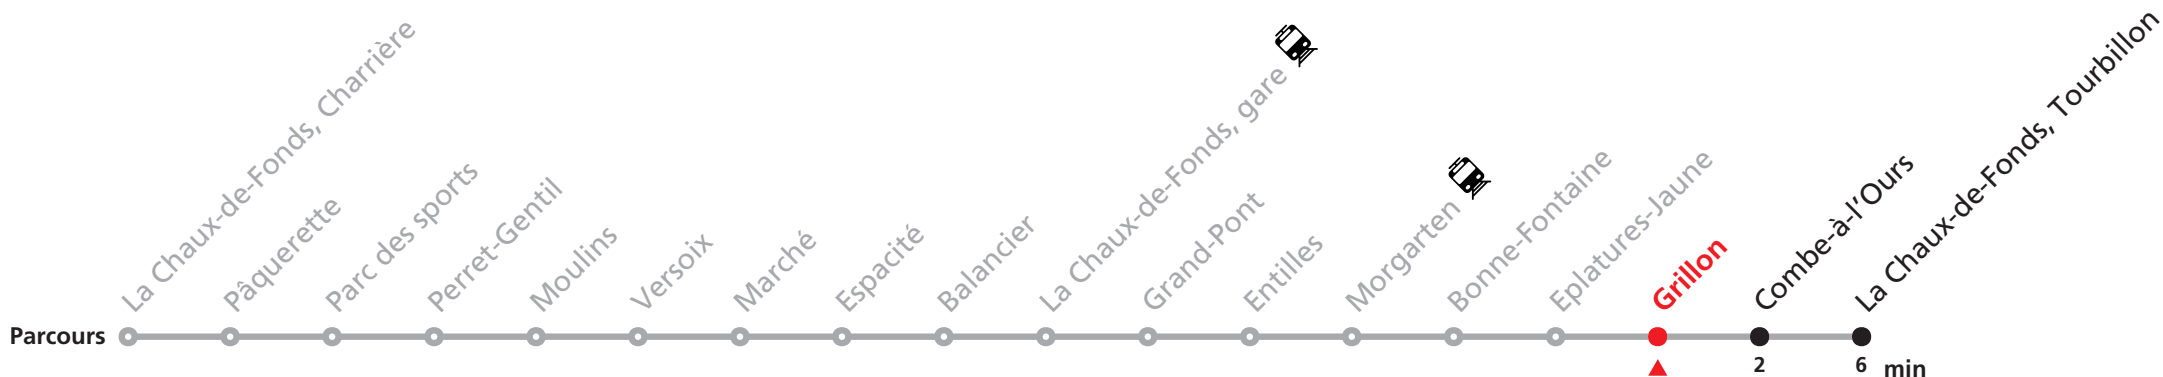 La Chaux-de-Fonds, Charrière
Pâquerette
Parc des sports
Perret-Gentil
Moulins
Versoix
Marché
Espacité
Balancier
La Chaux-de-Fonds, gare
Grand-Pont
Entilles
Morgarten
Bonne-Fontaine
Eplatures-Jaune
Grillon
Combe-à-l’Ours
La Chaux-de-Fonds, Tourbillon
Parcours
2
6
min